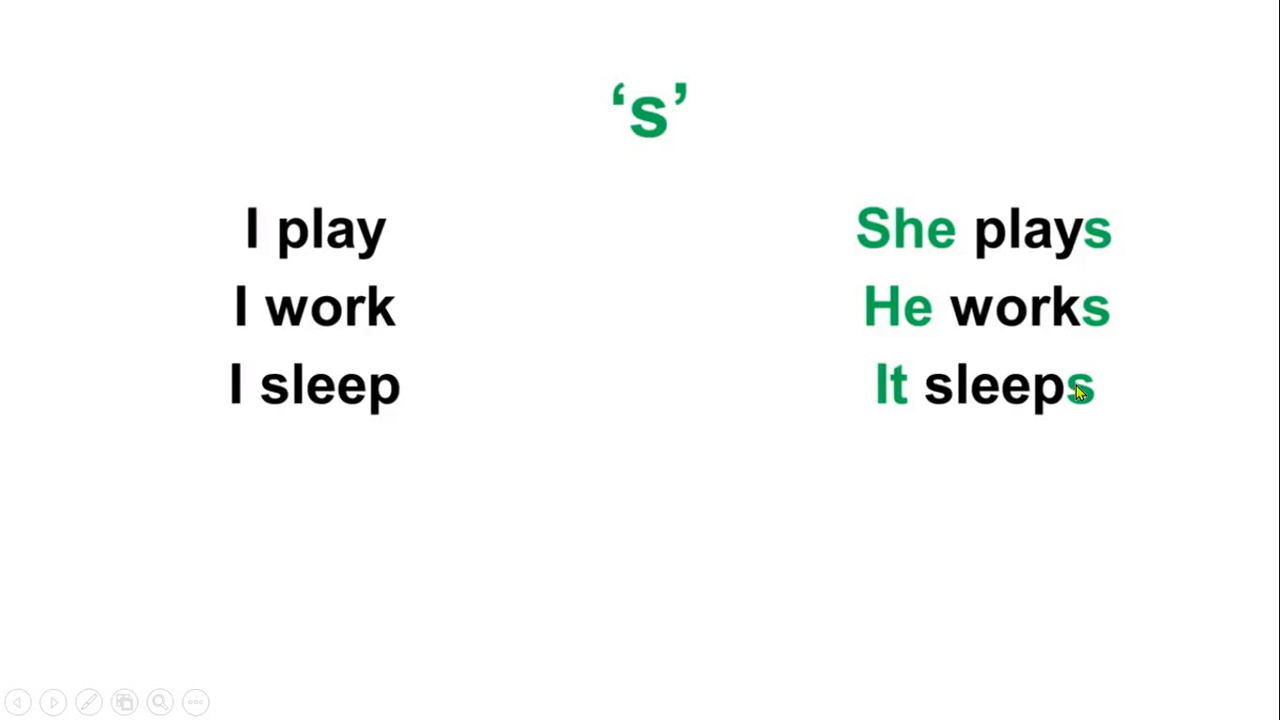 ‘s’
I play
She plays
I work
He works
I sleep
It sleeps